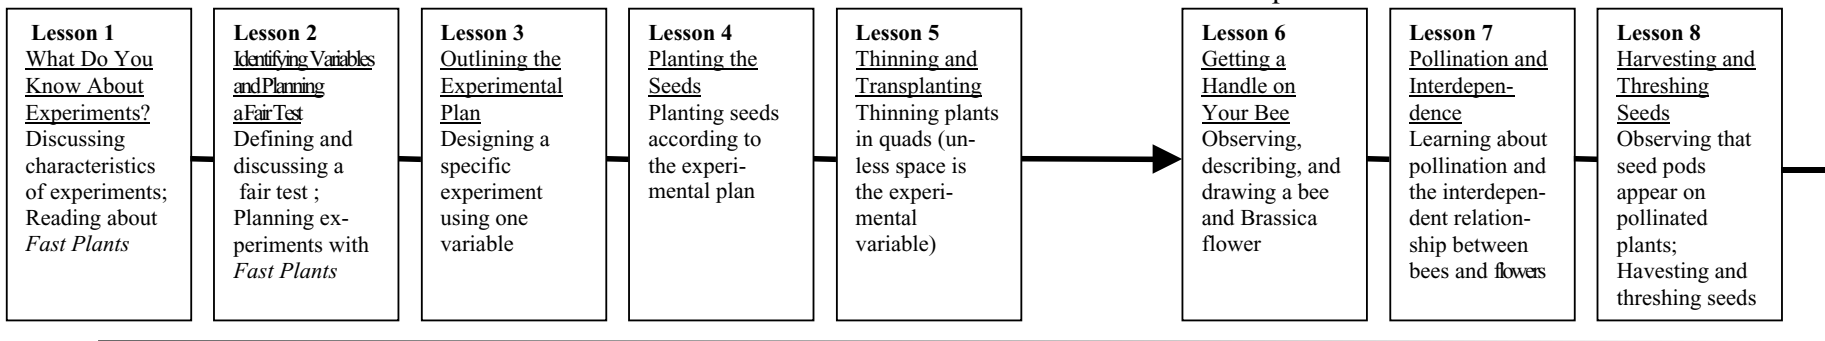 Lesson 1
What Do You
Know About
Experiments?
Discussing
characteristics
of experiments;
Reading about
Fast Plants
Lesson 2
Identifying Variables
and Planning
a Fair Test
Defining and
discussing a
fair test ;
Planning ex-
periments with
Fast Plants
Lesson 3
Outlining the
Experimental
Plan
Designing a
specific
experiment
using one
variable
Lesson 4
Planting the
Seeds
Planting seeds
according to
the experi-
mental plan
Lesson 5
Thinning and
Transplanting
Thinning plants
in quads (un-
less space is
the experi-
mental
variable)
Lesson 6
Getting a
Handle on
Your Bee
Observing,
describing, and
drawing a bee
and Brassica
flower
Lesson 7
Pollination and
Interdepen-
dence
Learning about
pollination and
the interdepen-
dent relation-
ship between
bees and flowers
Lesson 8
Harvesting and
Threshing
Seeds
Observing that
seed pods
appear on
pollinated
plants;
Havesting and
threshing seeds